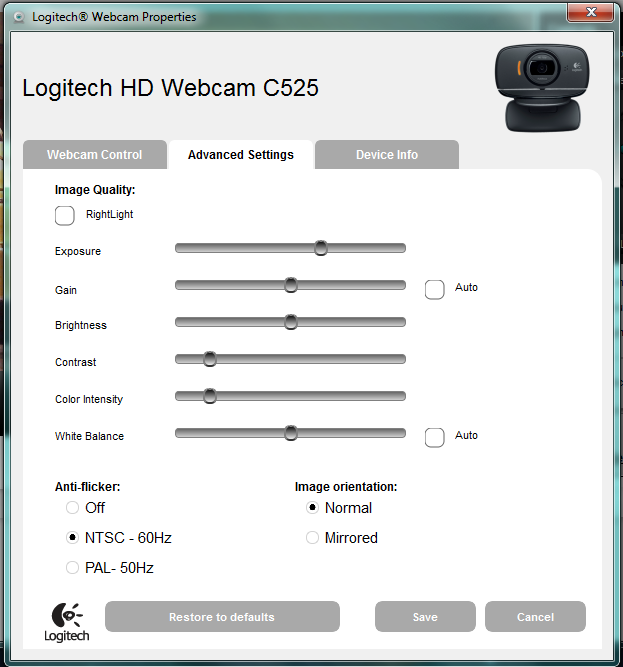 Logitech® Webcam Properties
Logitech HD Webcam C525
Webcam Control
Advanced Settings
Device Info
Image Quality:
RightLight
Exposure
Gain
Auto
Brightness
Contrast
Color Intensity
White Balance
Auto
Anti-flicker:
Off
NTSC - 60Hz
PAL- 50Hz
Image orientation:
Normal
Mirrored
Logitech
Restore to defaults
Save
Cancel